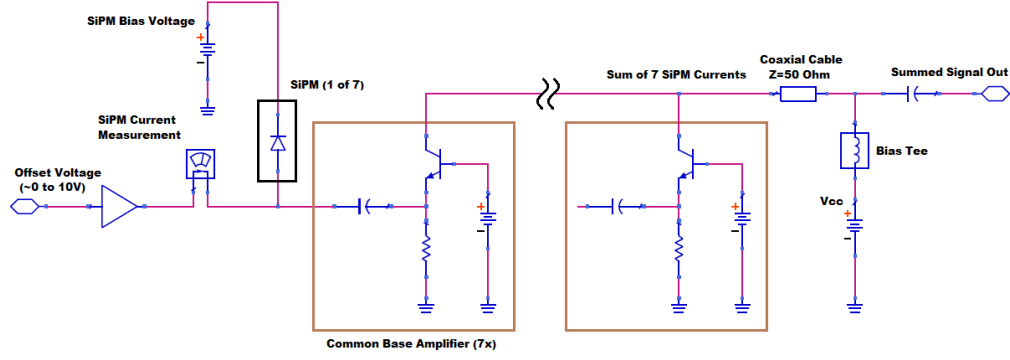 SiPM Bias Voltage
+
-
SiPM (1 of 7)
SiPM Current
Measurement
Offset Voltage
(~0 to 10V)
+
-
Common Base Amplifier (7x)
Sum of 7 SiPM Currents
+
-
Coaxial Cable
Z=50 Ohm
Summed Signal Out
Bias Tee
Vcc
+
-